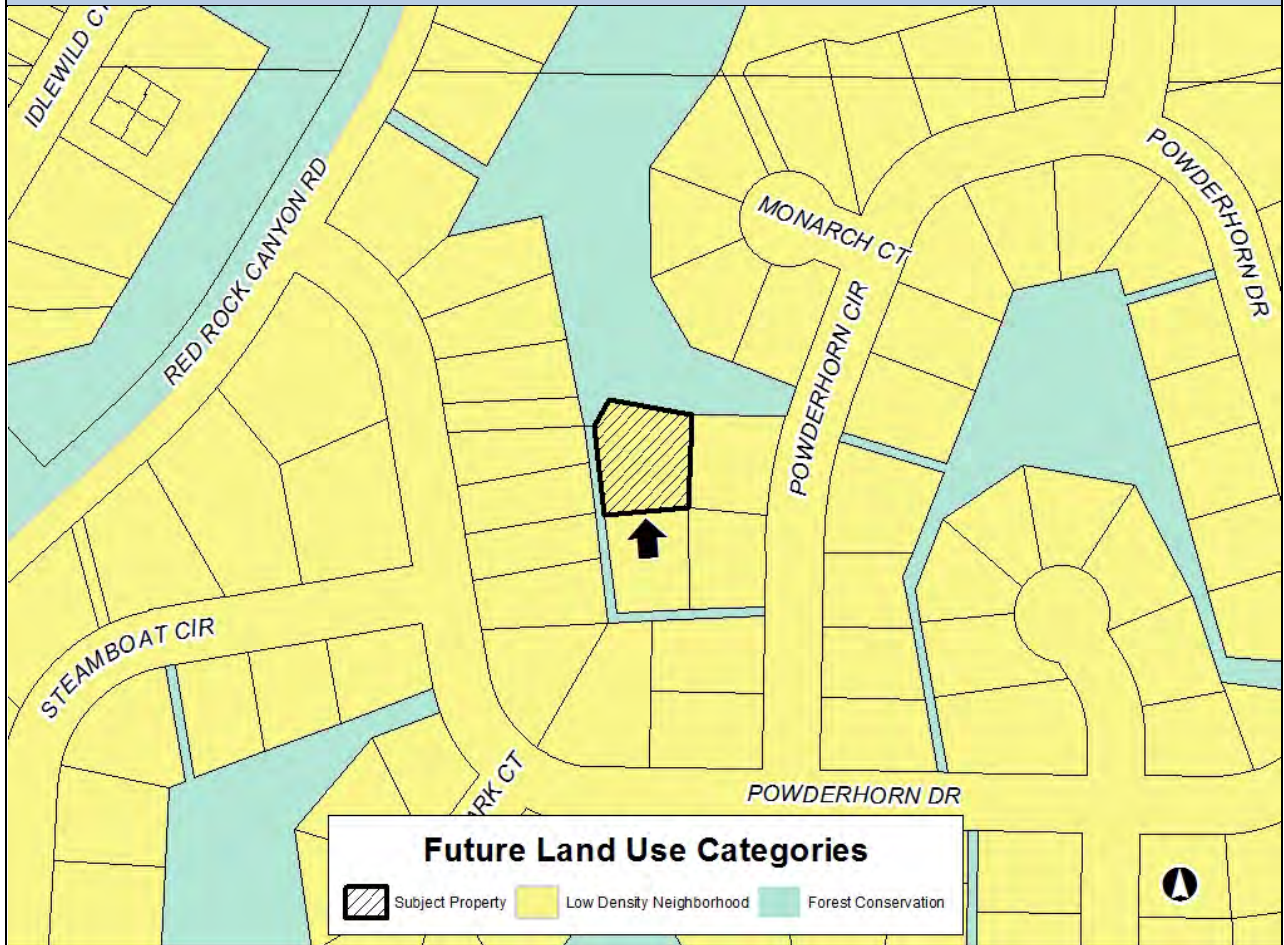 IDLEWILD CT
RED ROCK CANYON RD
MONARCH CT
POWDERHORN DR
POWDERHORN CIR
STEAMBOAT CIR
ARK CT
POWDERHORN DR
Future Land Use Categories
Subject Property Low Density Neighborhood Forest Conservation